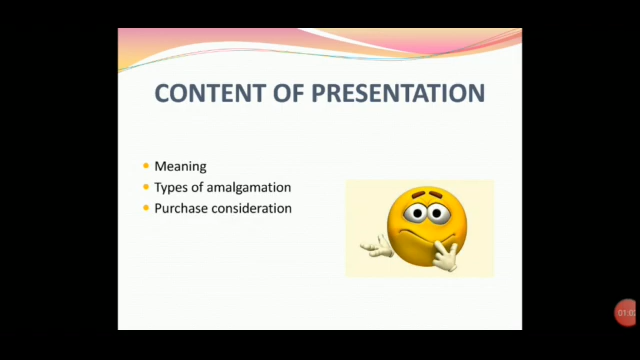 CONTENT OF PRESENTATION
Meaning
Types of amalgamation
Purchase consideration